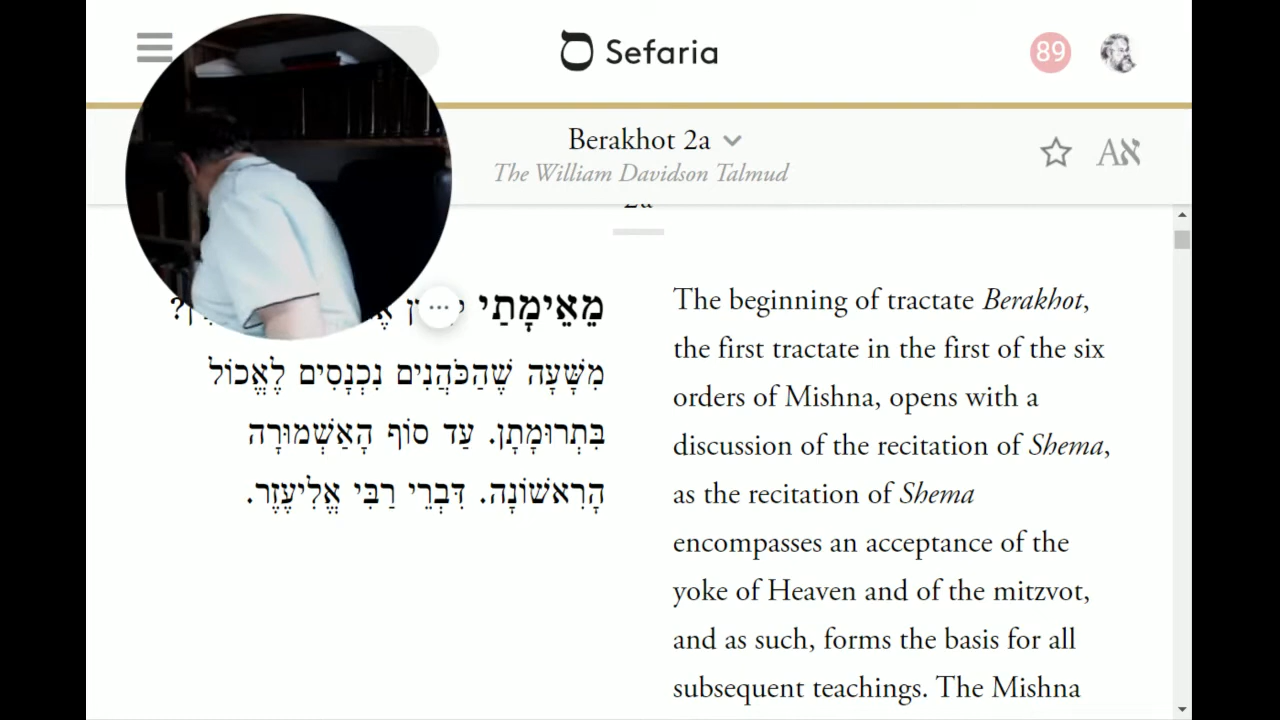 Sefaria
89
Berakhot 2a
The William Davidson Talmud
Aא
מֵאֵימָתַי
מִשָּׁעָה שֶׁהַכֹּהֲנִים נִכְנָסִים לֶאֱכוֹל
בִּתְרוּמָתָן. עַד סוֹף הָאַשְׁמוּרָה
הָרִאשׁוֹנָה. דִּבְרֵי רַבִּי אֱלִיעֶזֶר.
The beginning of tractate Berakhot,
the first tractate in the first of the six
orders of Mishna, opens with a
discussion of the recitation of Shema,
as the recitation of Shema
encompasses an acceptance of the
yoke of Heaven and of the mitzvot,
and as such, forms the basis for all
subsequent teachings. The Mishna